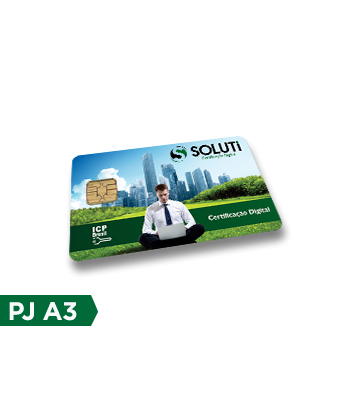 SOLUTI
Certificação Digital
ICP
Brasil
Certificação Digital
PJ A3